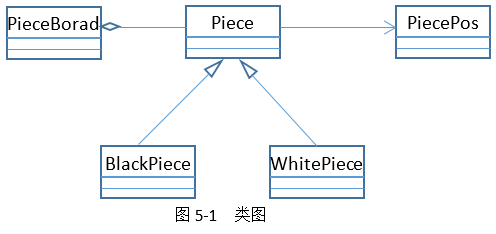 PieceBorad
Piece
PiecePos
BlackPiece
WhitePiece
图 5-1 类图